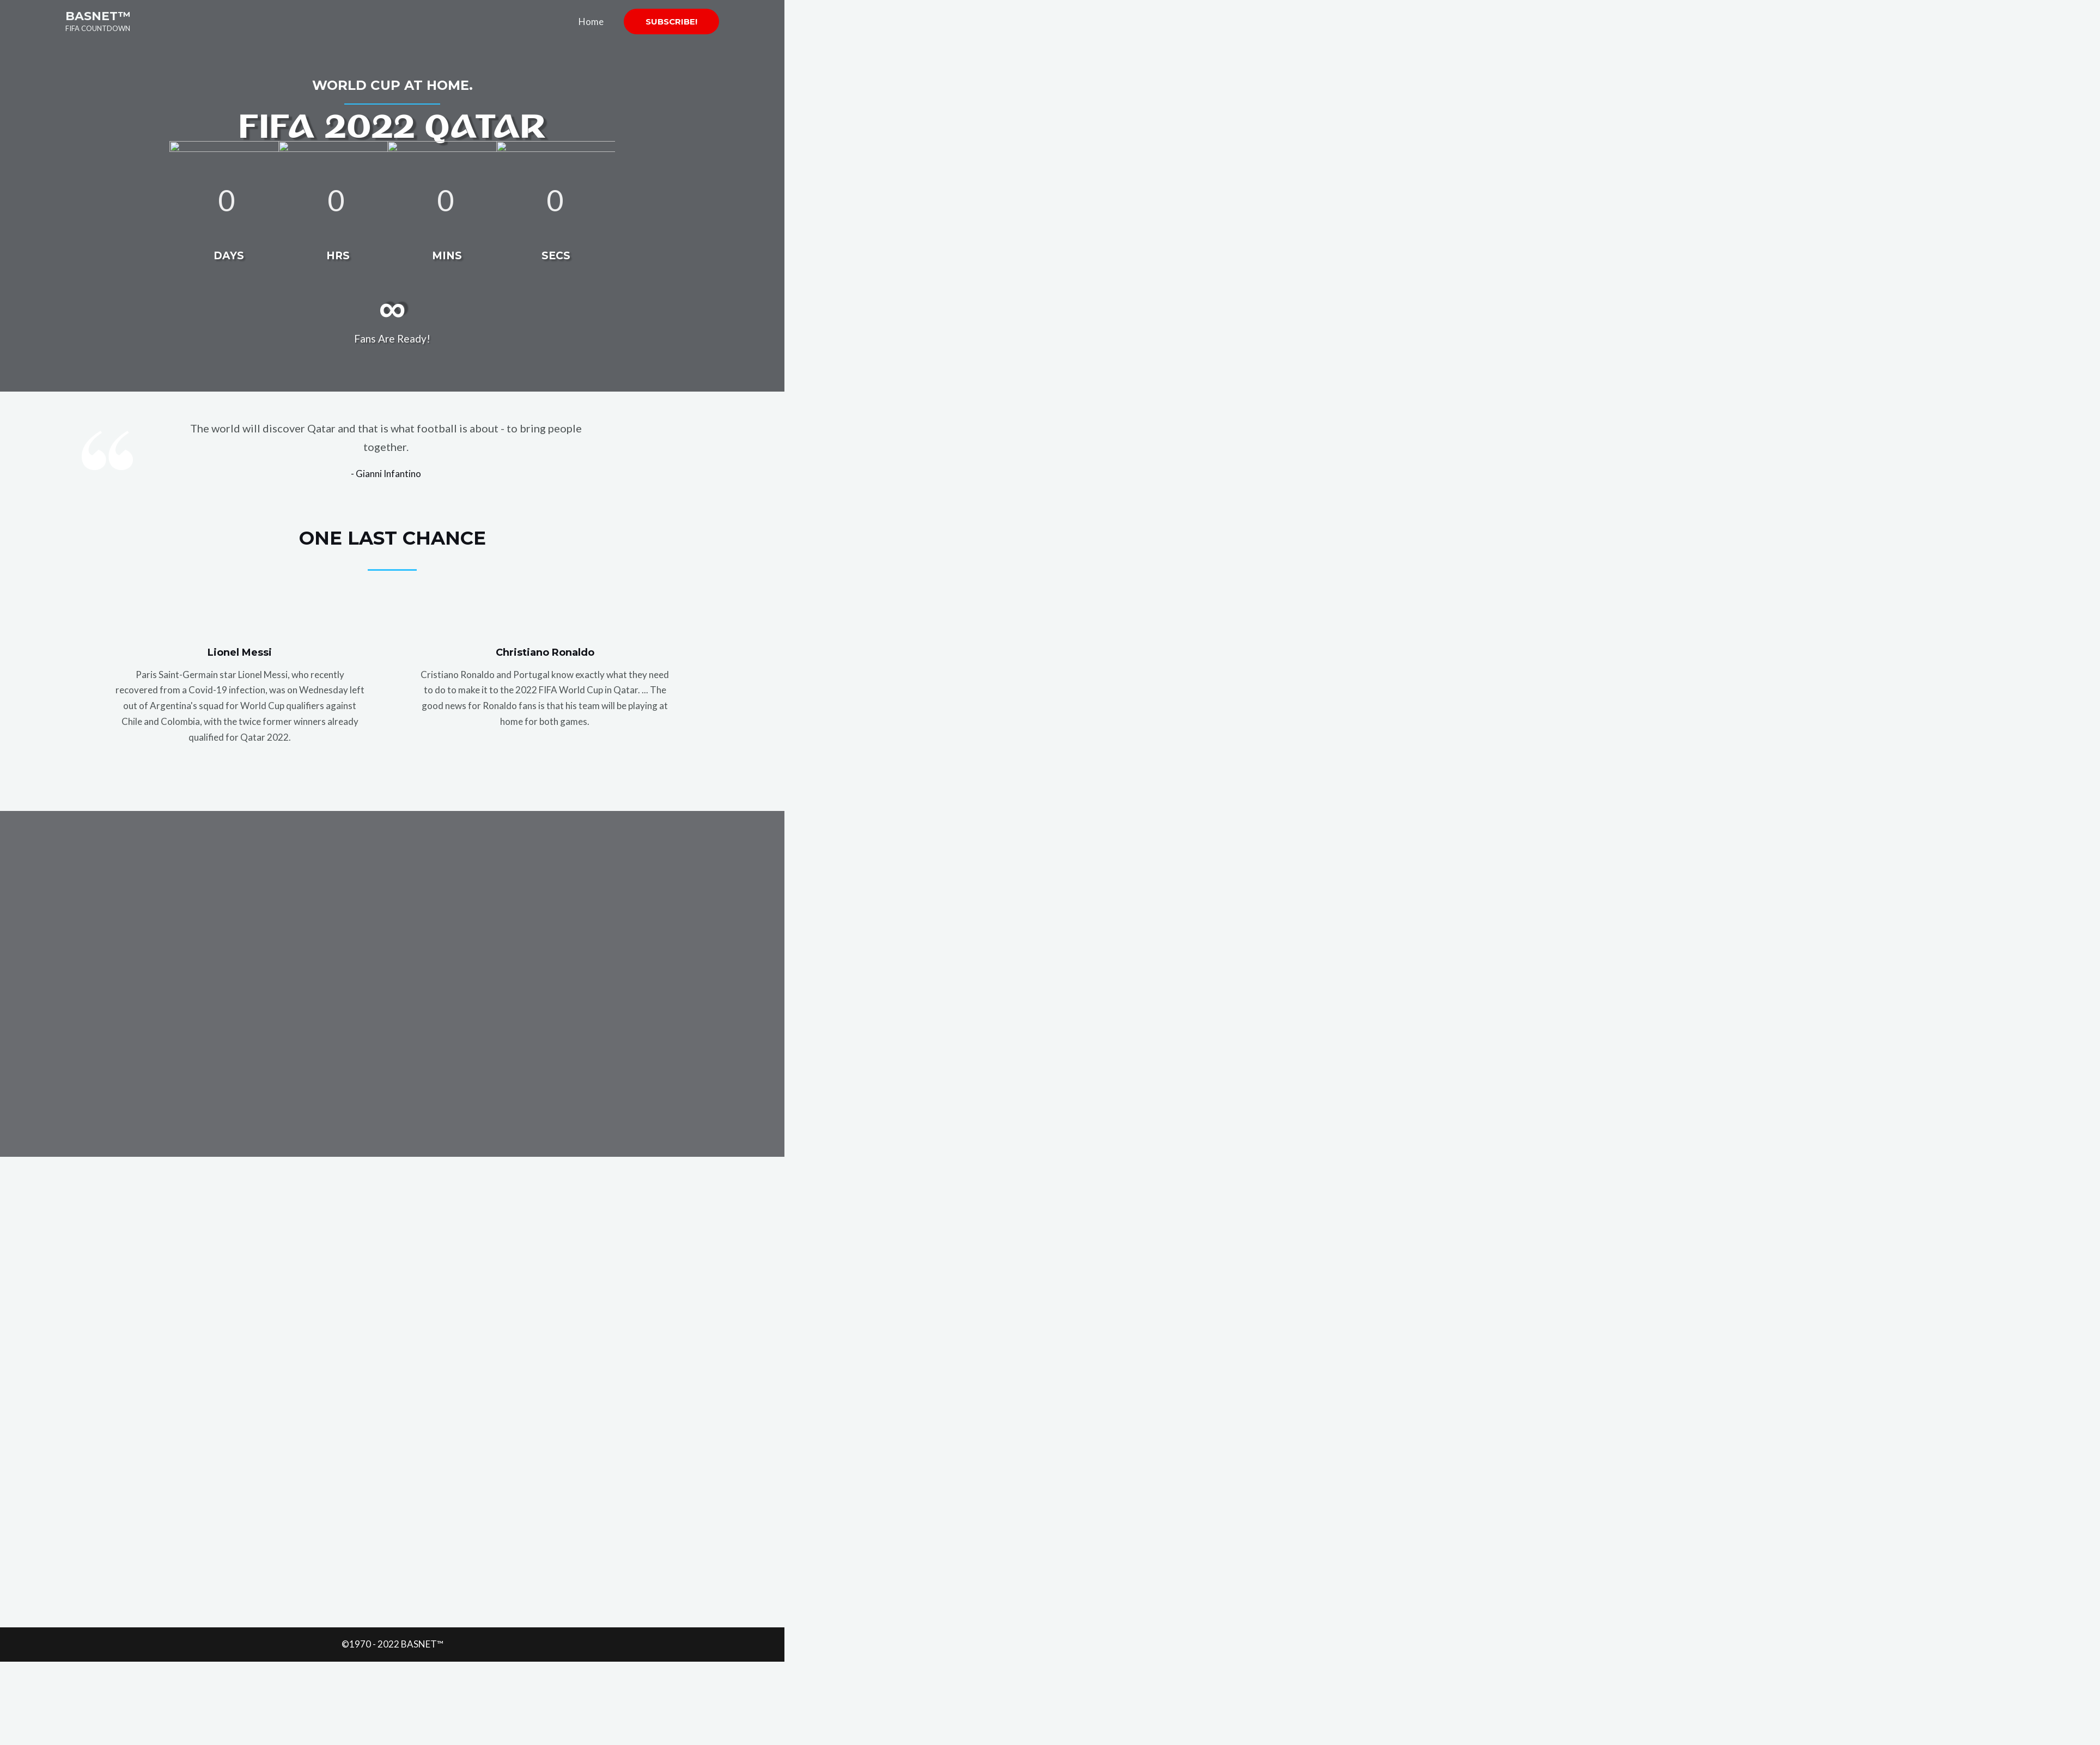 BASNET™
FIFA COUNTDOWN
Home
SUBSCRIBE!
WORLD CUP AT HOME.
FIFA 2022 QATAR
0 0 0 0
DAYS HRS MINS SECS
∞
Fans Are Ready!
The world will discover Qatar and that is what football is about - to bring people
together.
- Gianni Infantino
ONE LAST CHANCE
Lionel Messi
Paris Saint-Germain star Lionel Messi, who recently
recovered from a Covid-19 infection, was on Wednesday left
out of Argentina's squad for World Cup qualifiers against
Chile and Colombia, with the twice former winners already
qualified for Qatar 2022.
Christiano Ronaldo
Cristiano Ronaldo and Portugal know exactly what they need
to do to make it to the 2022 FIFA World Cup in Qatar. ... The
good news for Ronaldo fans is that his team will be playing at
home for both games.
©1970 - 2022 BASNET™